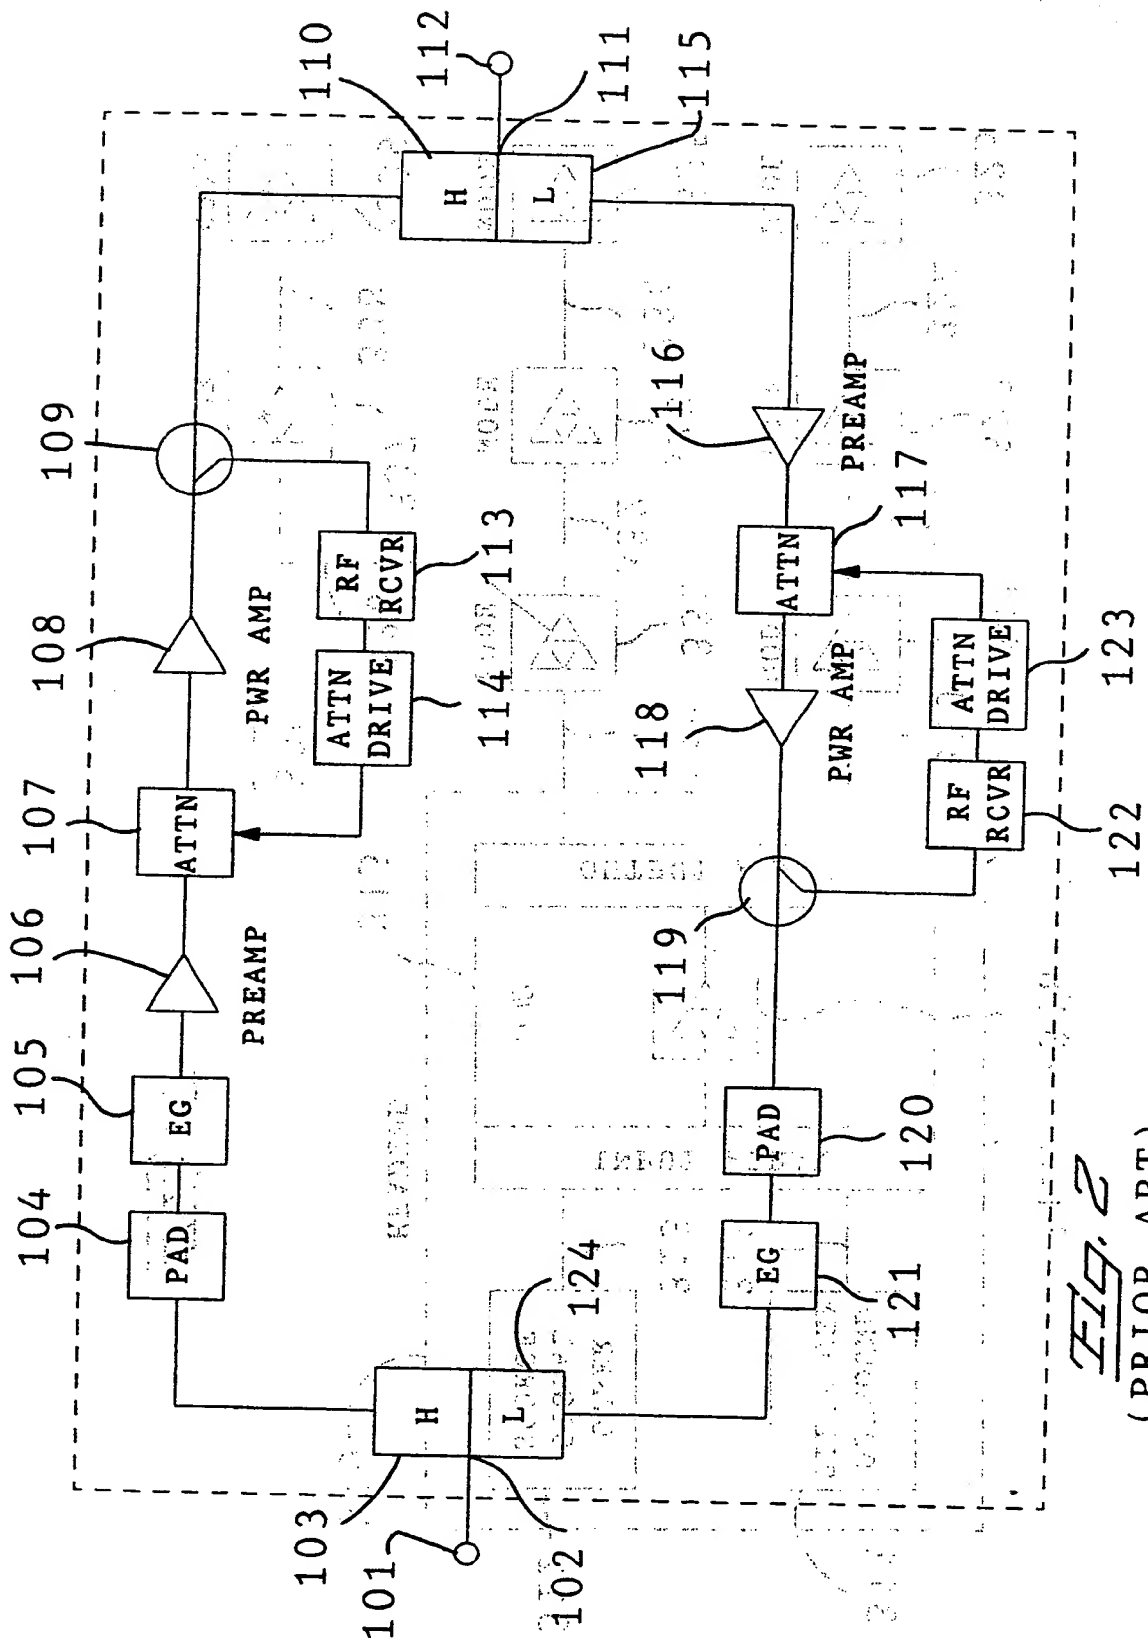 110
112
111
115
H
L
109
116
PREAMP
117
ATTN
113
RF
RCVR
108
PWR AMP
114
ATTN
DRIVE
118
PWR AMP
123
ATTN
DRIVE
107
ATTN
122
RF
RCVR
106
PREAMP
119
105
EG
120
PAD
104
PAD
121
EG
124
H
L
103
101
102
Fig. 2
(PRIOR ART)